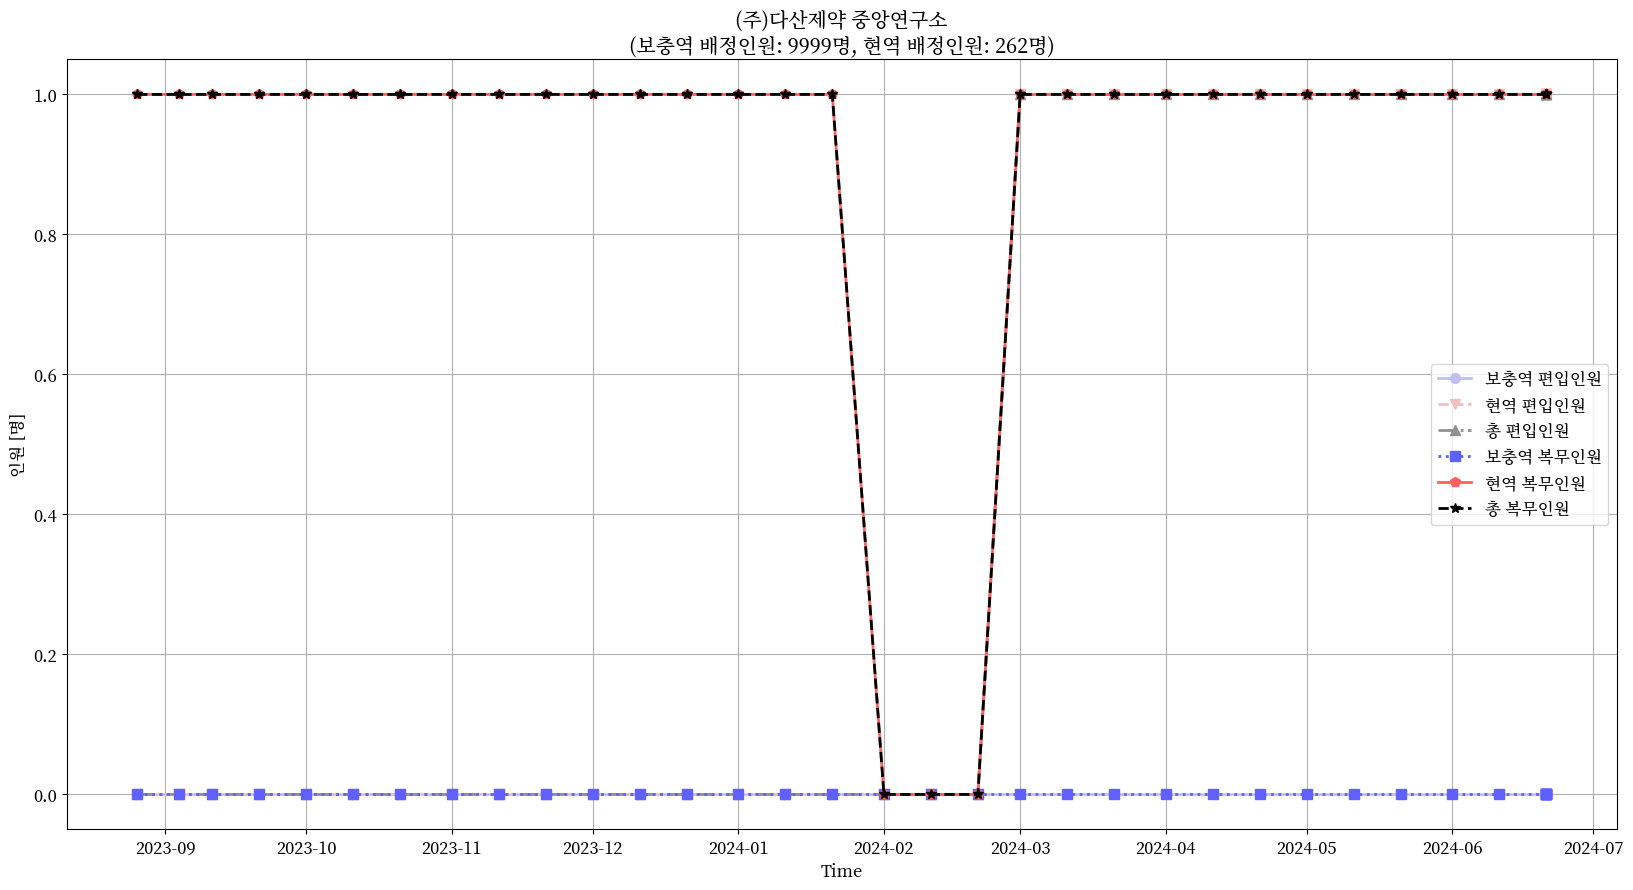 (주)다산제약 중앙연구소
(보충역 배정인원: 9999명, 현역 배정인원: 262명)
1.0
0.8
0.6
0.4
0.2
0.0
인원 [명]
보충역 편입인원
현역 편입인원
총 편입인원
보충역 복무인원
현역 복무인원
총 복무인원
2023-09
2023-10
2023-11
2023-12
2024-01
2024-02
2024-03
2024-04
2024-05
2024-06
2024-07
Time